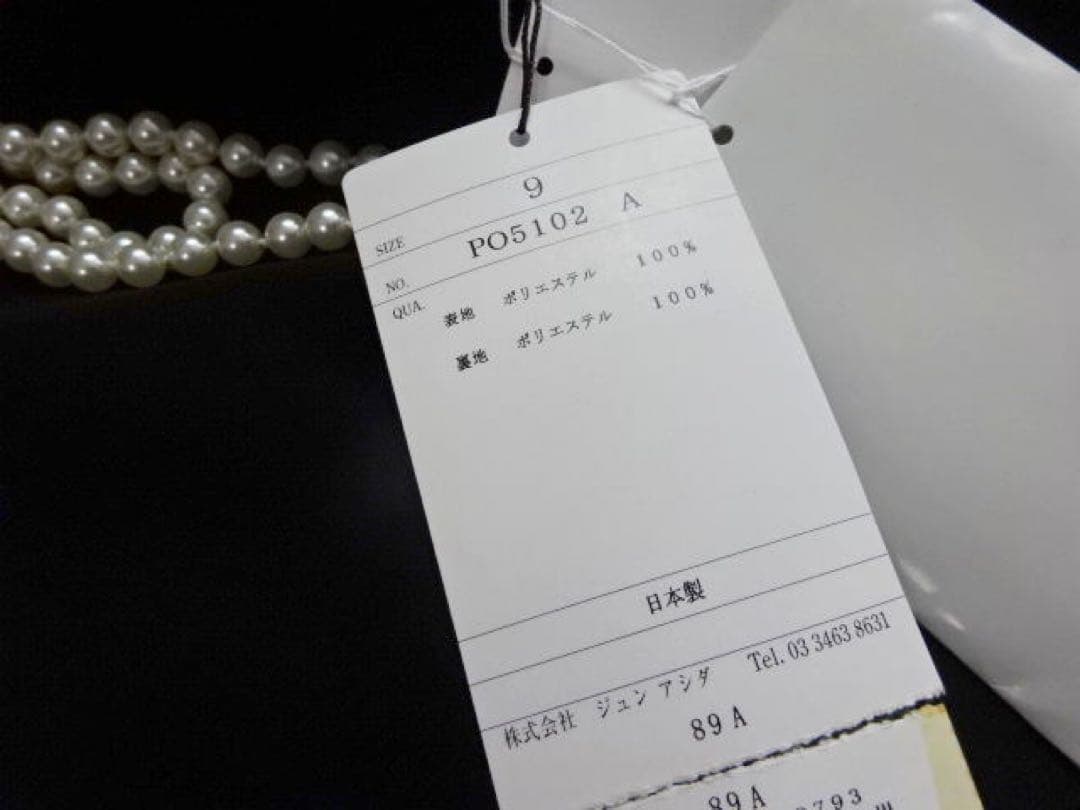 SIZE 9
NO. PO5102 A
QUA. 表地 ポリエステル 100%
裏地 ポリエステル 100%
日本製
株式会社 ジュン アシダ Tel. 03 3463 8631
89 A
89 A